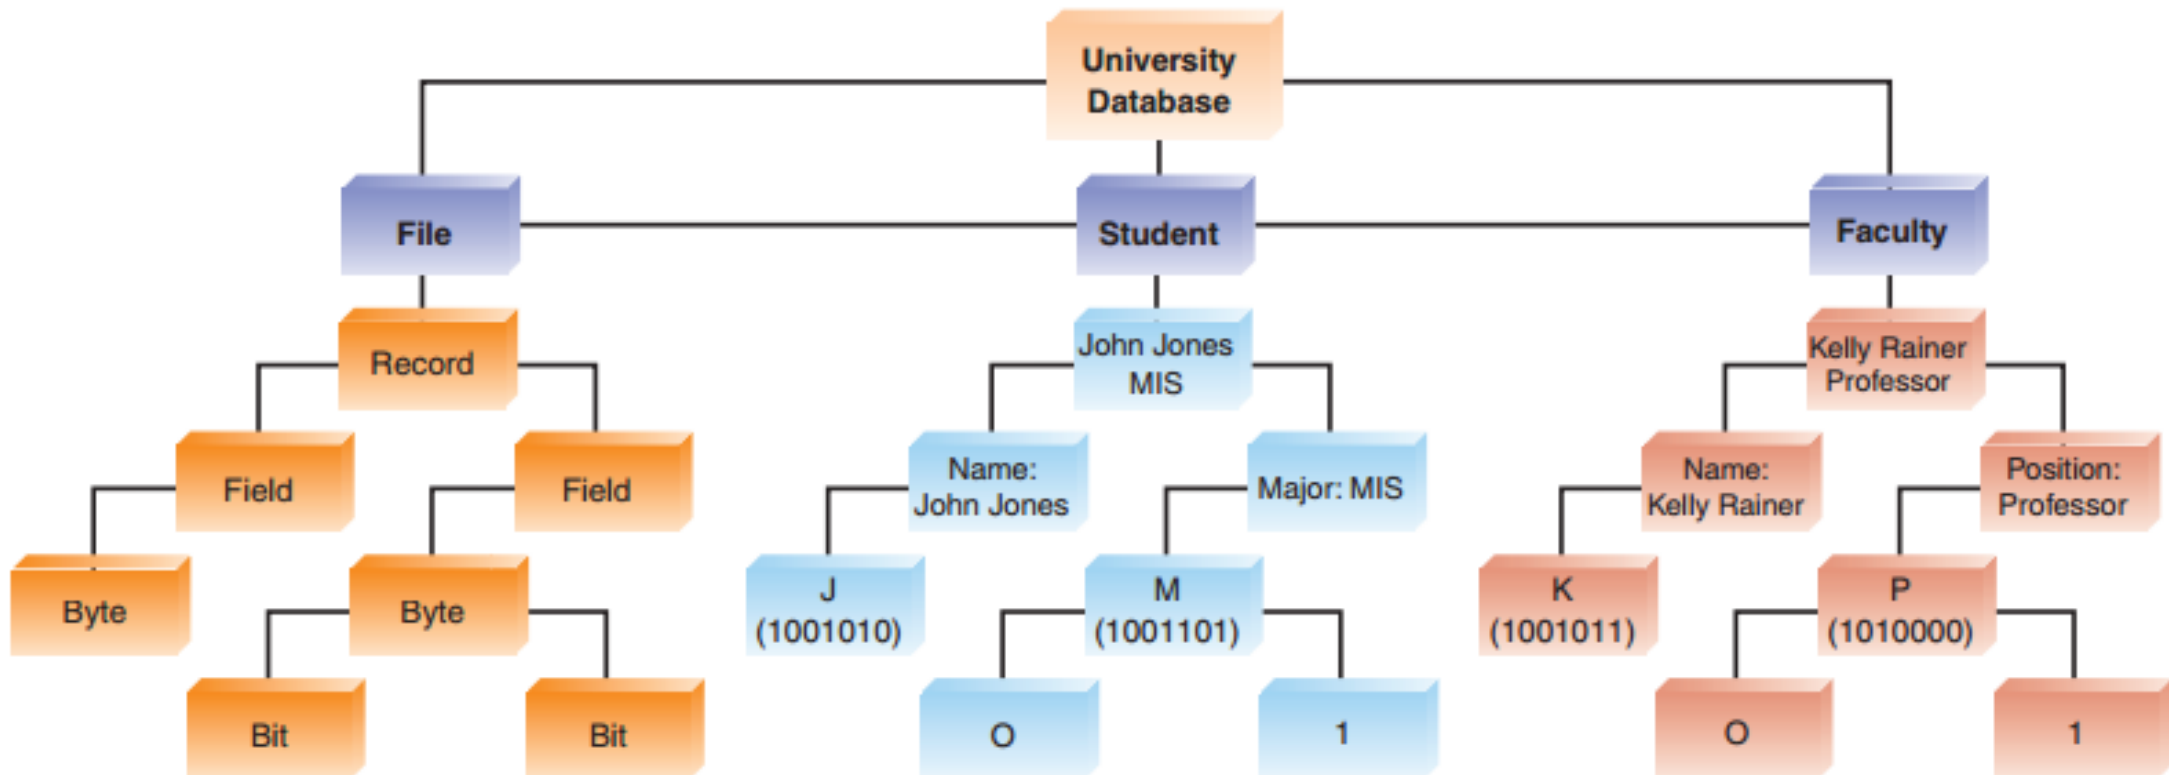 University
Database
File
Student
Faculty
Record
John Jones
MIS
Kelly Rainer
Professor
Field
Field
Name:
John Jones
Major: MIS
Name:
Kelly Rainer
Position:
Professor
Byte
Byte
J
(1001010)
M
(1001101)
K
(1001011)
P
(1010000)
Bit
Bit
O
1
O
1